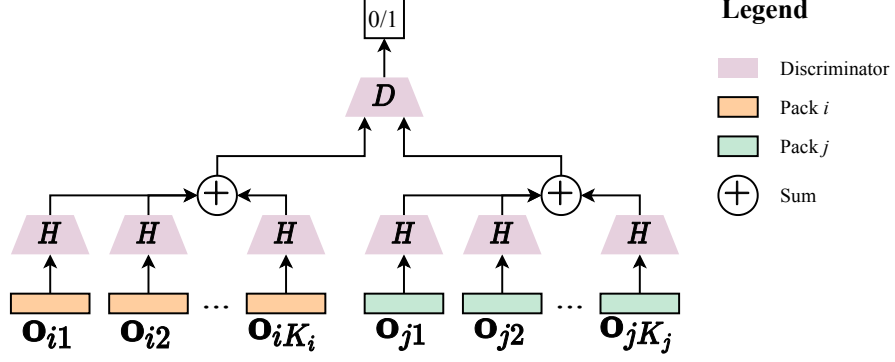 Legend
0/1
D
Discriminator
Pack i
Pack j
Sum
+ +
H H H H H H
... ...
o_{i1} o_{i2} o_{iK_i} o_{j1} o_{j2} o_{jK_j}